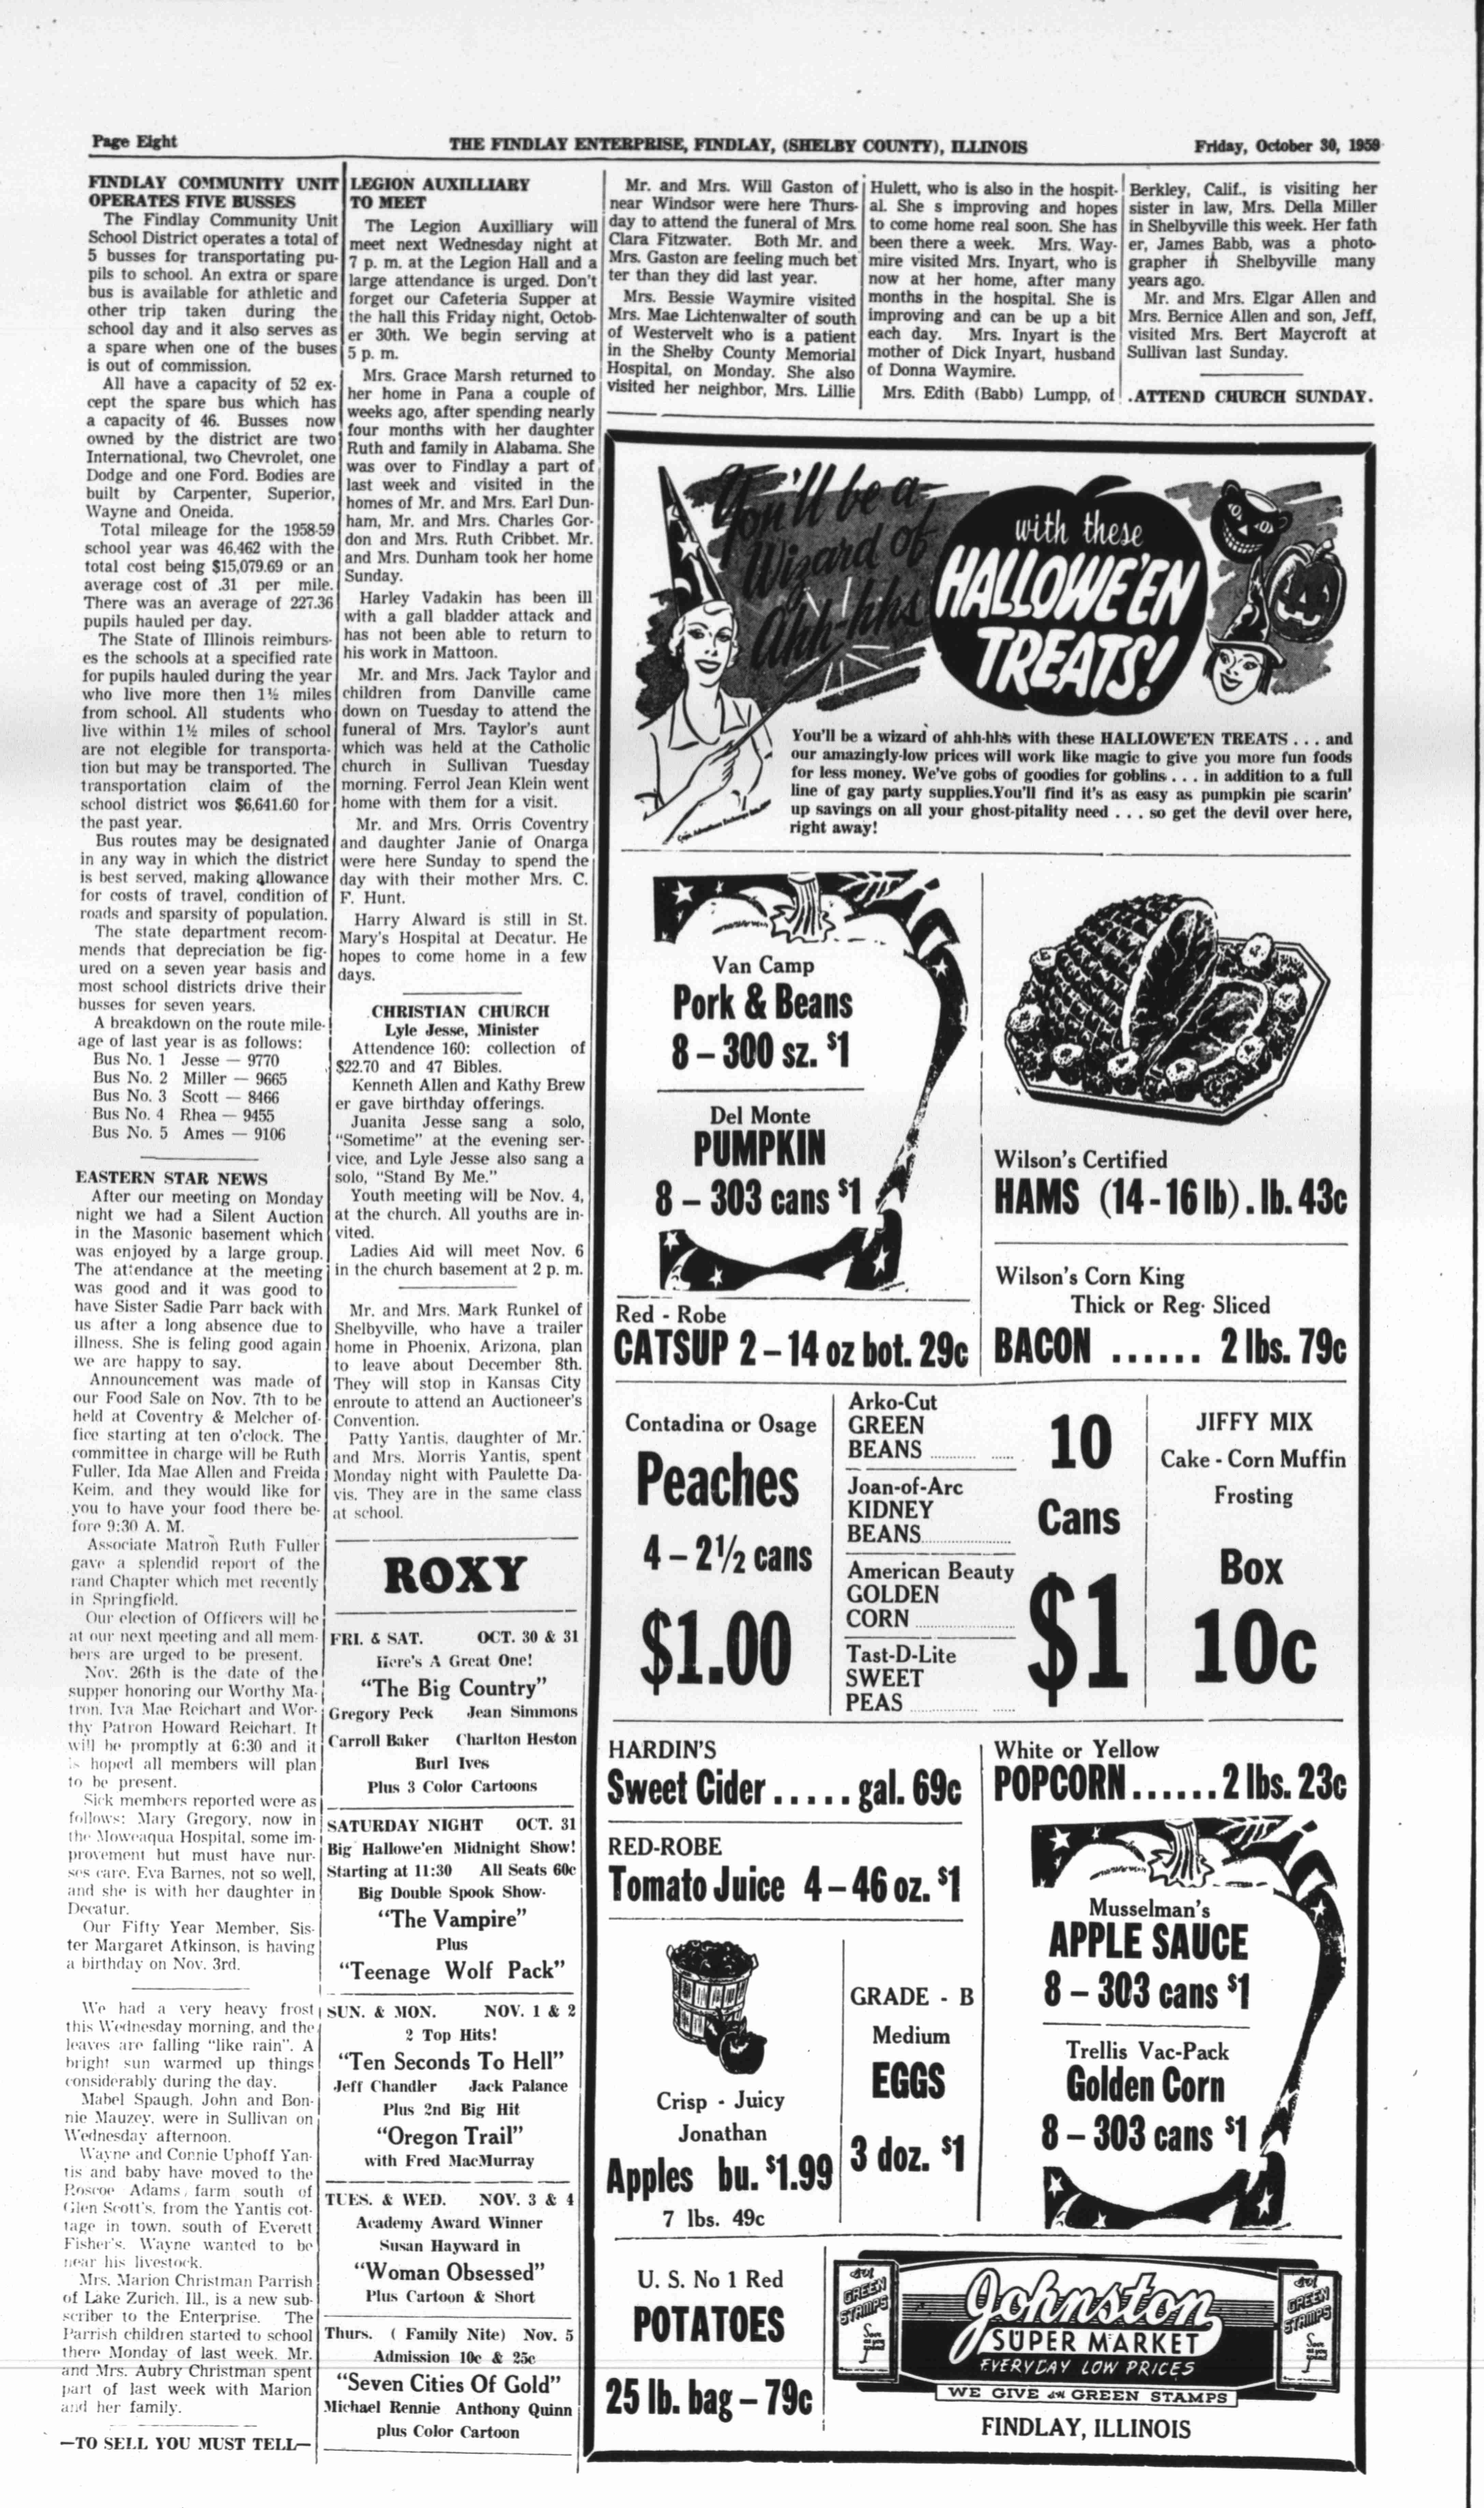 Page Eight
THE FINDLAY ENTERPRISE, FINDLAY, (SHELBY COUNTY), ILLINOIS
Friday, October 30, 1959
FINDLAY COMMUNITY UNIT
OPERATES FIVE BUSSES
The Findlay Community Unit
School District operates a total of
5 busses for transportating pu-
pils to school. An extra or spare
bus is available for athletic and
other trip taken during the
school day and it also serves as
a spare when one of the buses
is out of commission.
All have a capacity of 52 ex-
cept the spare bus which has
a capacity of 46. Busses now
owned by the district are two
International, two Chevrolet, one
Dodge and one Ford. Bodies are
built by Carpenter, Superior,
Wayne and Oneida.
Total mileage for the 1958-59
school year was 46,462 with the
total cost being $15,079.69 or an
average cost of .31 per mile.
There was an average of 227.36
pupils hauled per day.
The State of Illinois reimburs-
es the schools at a specified rate
for pupils hauled during the year
who live more then 1½ miles
from school. All students who
live within 1½ miles of school
are not elegible for transporta-
tion but may be transported. The
transportation claim of the
school district wos $6,641.60 for
the past year.
Bus routes may be designated
in any way in which the district
is best served, making allowance
for costs of travel, condition of
roads and sparsity of population.
The state department recom-
mends that depreciation be fig-
ured on a seven year basis and
most school districts drive their
busses for seven years.
A breakdown on the route mile-
age of last year is as follows:
Bus No. 1 Jesse — 9770
Bus No. 2 Miller — 9665
Bus No. 3 Scott — 8466
Bus No. 4 Rhea — 9455
Bus No. 5 Ames — 9106
EASTERN STAR NEWS
After our meeting on Monday
night we had a Silent Auction
in the Masonic basement which
was enjoyed by a large group.
The attendance at the meeting
was good and it was good to
have Sister Sadie Parr back with
us after a long absence due to
illness. She is feling good again
we are happy to say.
Announcement was made of
our Food Sale on Nov. 7th to be
held at Coventry & Melcher of-
fice starting at ten o'clock. The
committee in charge will be Ruth
Fuller, Ida Mae Allen and Freida
Keim, and they would like for
you to have your food there be-
fore 9:30 A. M.
Associate Matron Ruth Fuller
gave a splendid report of the
rand Chapter which met recently
in Springfield.
Our election of Officers will be
at our next meeting and all mem-
bers are urged to be present.
Nov. 26th is the date of the
supper honoring our Worthy Ma-
tron, Iva Mae Reichart and Wor-
thy Patron Howard Reichart. It
will be promptly at 6:30 and it
is hoped all members will plan
to be present.
Sick members reported were as
follows: Mary Gregory, now in
the Moweaqua Hospital, some im-
provement but must have nur-
ses care. Eva Barnes, not so well,
and she is with her daughter in
Decatur.
Our Fifty Year Member, Sis-
ter Margaret Atkinson, is having
a birthday on Nov. 3rd.
We had a very heavy frost
this Wednesday morning, and the
leaves are falling "like rain". A
bright sun warmed up things
considerably during the day.
Mabel Spaugh, John and Bon-
nie Mauzey, were in Sullivan on
Wednesday afternoon.
Wayne and Connie Uphoff Yan-
tis and baby have moved to the
Roscoe Adams farm south of
Glen Scott's, from the Yantis cot-
tage in town, south of Everett
Fisher's. Wayne wanted to be
near his livestock.
Mrs. Marion Christman Parrish
of Lake Zurich, Ill., is a new sub-
scriber to the Enterprise. The
Parrish children started to school
there Monday of last week. Mr.
and Mrs. Aubry Christman spent
part of last week with Marion
and her family.
—TO SELL YOU MUST TELL—
LEGION AUXILLIARY
TO MEET
The Legion Auxilliary will
meet next Wednesday night at
7 p. m. at the Legion Hall and a
large attendance is urged. Don't
forget our Cafeteria Supper at
the hall this Friday night, Octob-
er 30th. We begin serving at
5 p. m.
Mrs. Grace Marsh returned to
her home in Pana a couple of
weeks ago, after spending nearly
four months with her daughter
Ruth and family in Alabama. She
was over to Findlay a part of
last week and visited in the
homes of Mr. and Mrs. Earl Dun-
ham, Mr. and Mrs. Charles Gor-
don and Mrs. Ruth Cribbet. Mr.
and Mrs. Dunham took her home
Sunday.
Harley Vadakin has been ill
with a gall bladder attack and
has not been able to return to
his work in Mattoon.
Mr. and Mrs. Jack Taylor and
children from Danville came
down on Tuesday to attend the
funeral of Mrs. Taylor's aunt
which was held at the Catholic
church in Sullivan Tuesday
morning. Ferrol Jean Klein went
home with them for a visit.
Mr. and Mrs. Orris Coventry
and daughter Janie of Onarga
were here Sunday to spend the
day with their mother Mrs. C.
F. Hunt.
Harry Alward is still in St.
Mary's Hospital at Decatur. He
hopes to come home in a few
days.
CHRISTIAN CHURCH
Lyle Jesse, Minister
Attendence 160: collection of
$22.70 and 47 Bibles.
Kenneth Allen and Kathy Brew
er gave birthday offerings.
Juanita Jesse sang a solo,
"Sometime" at the evening ser-
vice, and Lyle Jesse also sang a
solo, "Stand By Me."
Youth meeting will be Nov. 4,
at the church. All youths are in-
vited.
Ladies Aid will meet Nov. 6
in the church basement at 2 p. m.
Mr. and Mrs. Mark Runkel of
Shelbyville, who have a trailer
home in Phoenix, Arizona, plan
to leave about December 8th.
They will stop in Kansas City
enroute to attend an Auctioneer's
Convention.
Patty Yantis, daughter of Mr.
and Mrs. Morris Yantis, spent
Monday night with Paulette Da-
vis. They are in the same class
at school.
ROXY
FRI. & SAT. OCT. 30 & 31
Here's A Great One!
"The Big Country"
Gregory Peck Jean Simmons
Carroll Baker Charlton Heston
Burl Ives
Plus 3 Color Cartoons
SATURDAY NIGHT OCT. 31
Big Hallowe'en Midnight Show!
Starting at 11:30 All Seats 60c
Big Double Spook Show-
"The Vampire"
Plus
"Teenage Wolf Pack"
SUN. & MON. NOV. 1 & 2
2 Top Hits!
"Ten Seconds To Hell"
Jeff Chandler Jack Palance
Plus 2nd Big Hit
"Oregon Trail"
with Fred MacMurray
TUES. & WED. NOV. 3 & 4
Academy Award Winner
Susan Hayward in
"Woman Obsessed"
Plus Cartoon & Short
Thurs. ( Family Nite) Nov. 5
Admission 10c & 25c
"Seven Cities Of Gold"
Michael Rennie Anthony Quinn
plus Color Cartoon
Mr. and Mrs. Will Gaston of
near Windsor were here Thurs-
day to attend the funeral of Mrs.
Clara Fitzwater. Both Mr. and
Mrs. Gaston are feeling much bet
ter than they did last year.
Mrs. Bessie Waymire visited
Mrs. Mae Lichtenwalter of south
of Westervelt who is a patient
in the Shelby County Memorial
Hospital, on Monday. She also
visited her neighbor, Mrs. Lillie
Hulett, who is also in the hospit-
al. She s improving and hopes
to come home real soon. She has
been there a week. Mrs. Way-
mire visited Mrs. Inyart, who is
now at her home, after many
months in the hospital. She is
improving and can be up a bit
each day. Mrs. Inyart is the
mother of Dick Inyart, husband
of Donna Waymire.
Mrs. Edith (Babb) Lumpp, of
Berkley, Calif., is visiting her
sister in law, Mrs. Della Miller
in Shelbyville this week. Her fath
er, James Babb, was a photo-
grapher in Shelbyville many
years ago.
Mr. and Mrs. Elgar Allen and
Mrs. Bernice Allen and son, Jeff,
visited Mrs. Bert Maycroft at
Sullivan last Sunday.
.ATTEND CHURCH SUNDAY.
You'll be a
Wizard of
Ahh-hhs
with these
HALLOWE'EN
TREATS!
You'll be a wizard of ahh-hhs with these HALLOWE'EN TREATS . . . and
our amazingly-low prices will work like magic to give you more fun foods
for less money. We've gobs of goodies for goblins . . . in addition to a full
line of gay party supplies.You'll find it's as easy as pumpkin pie scarin'
up savings on all your ghost-pitality need . . . so get the devil over here,
right away!
Van Camp
Pork & Beans
8 – 300 sz. $1
Del Monte
PUMPKIN
8 – 303 cans $1
Wilson's Certified
HAMS (14-16 lb) . lb. 43c
Wilson's Corn King
Thick or Reg. Sliced
BACON ...... 2 lbs. 79c
Red - Robe
CATSUP 2 – 14 oz bot. 29c
Contadina or Osage
Peaches
4 – 2½ cans
$1.00
Arko-Cut
GREEN
BEANS
Joan-of-Arc
KIDNEY
BEANS
American Beauty
GOLDEN
CORN
Tast-D-Lite
SWEET
PEAS
10
Cans
$1
JIFFY MIX
Cake - Corn Muffin
Frosting
Box
10c
HARDIN'S
Sweet Cider ..... gal. 69c
White or Yellow
POPCORN ...... 2 lbs. 23c
RED-ROBE
Tomato Juice 4 – 46 oz. $1
Crisp - Juicy
Jonathan
Apples bu. $1.99
7 lbs. 49c
GRADE - B
Medium
EGGS
3 doz. $1
Musselman's
APPLE SAUCE
8 – 303 cans $1
Trellis Vac-Pack
Golden Corn
8 – 303 cans $1
U. S. No 1 Red
POTATOES
25 lb. bag – 79c
GREEN
STAMPS
Johnston
SUPER MARKET
EVERYDAY LOW PRICES
WE GIVE S&H GREEN STAMPS
GREEN
STAMPS
FINDLAY, ILLINOIS